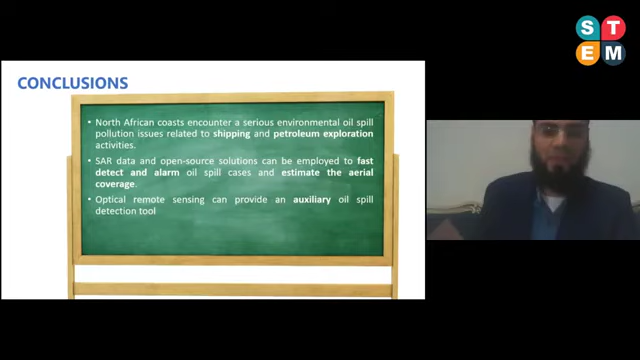 S T
E M
CONCLUSIONS
• North African coasts encounter a serious environmental oil spill
pollution issues related to shipping and petroleum exploration
activities.
• SAR data and open-source solutions can be employed to fast
detect and alarm oil spill cases and estimate the aerial
coverage.
• Optical remote sensing can provide an auxiliary oil spill
detection tool